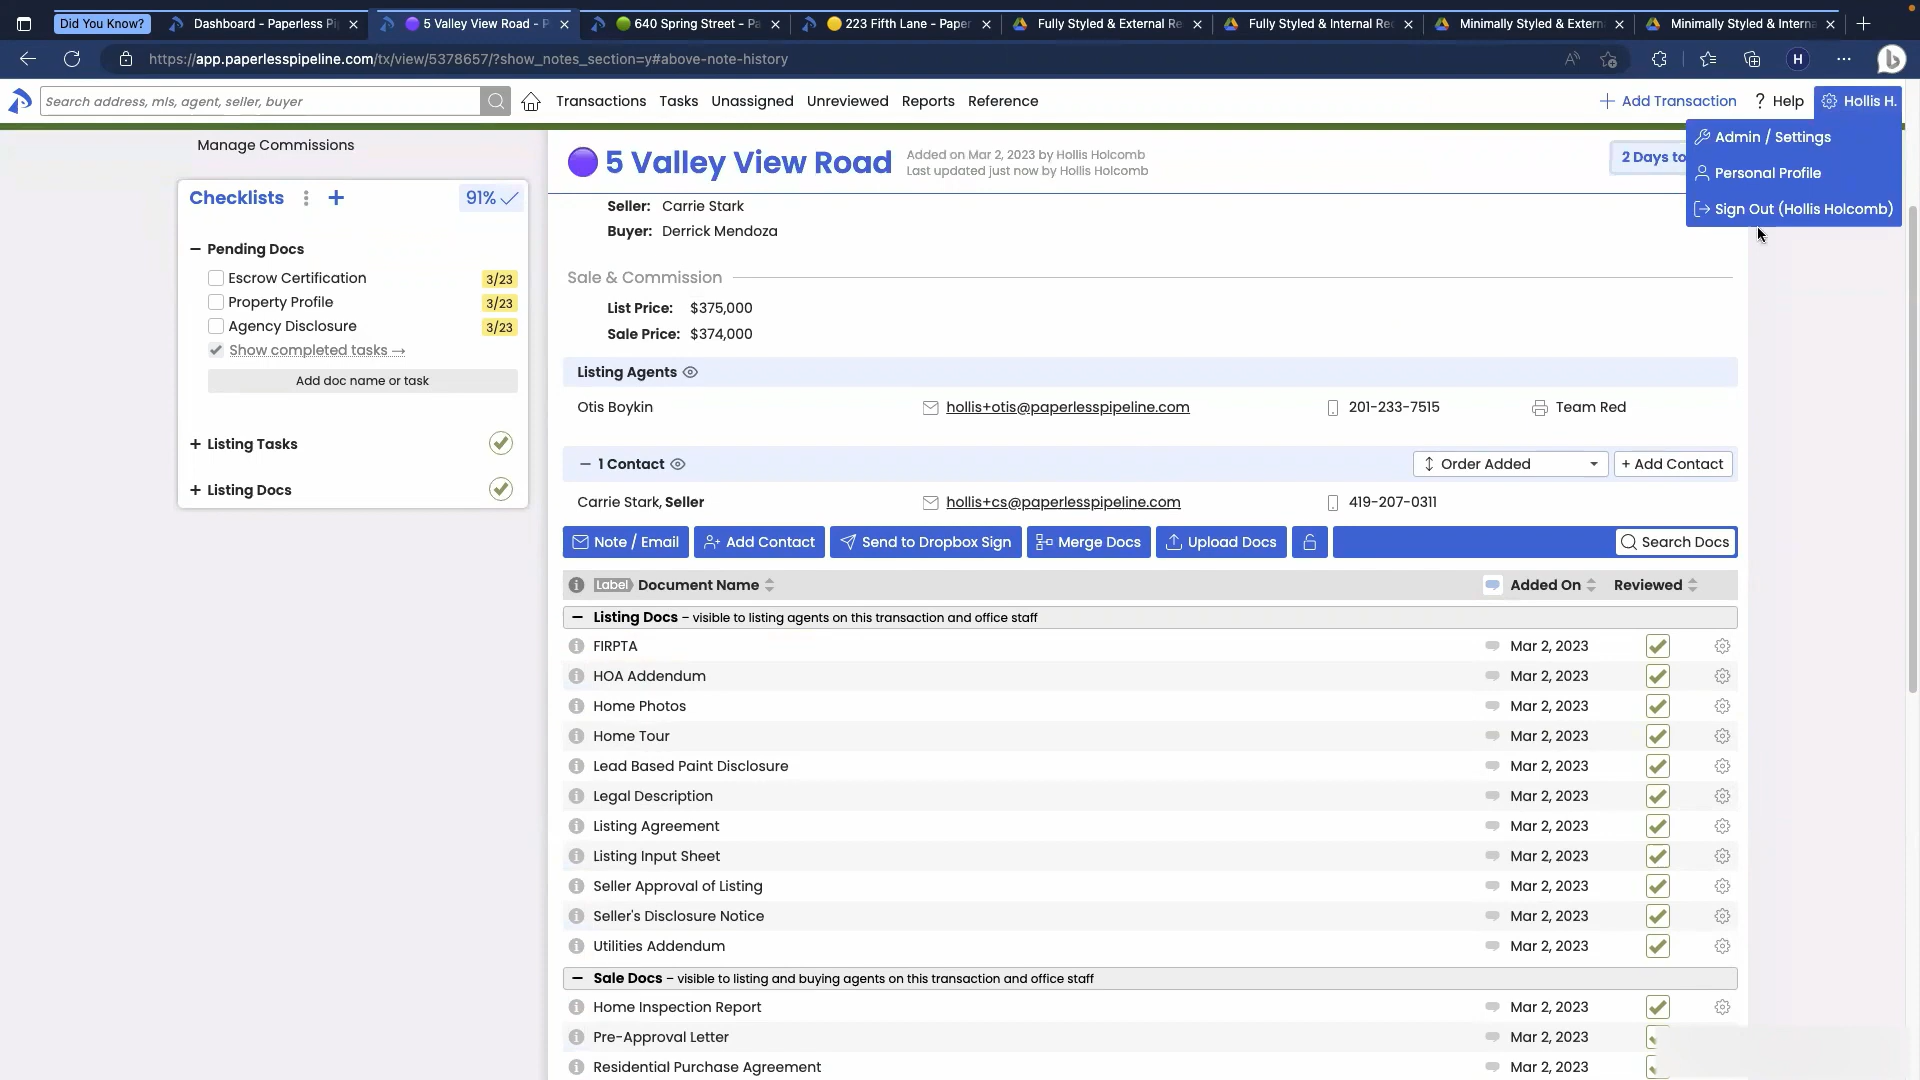 Did You Know?
Dashboard - Paperless Pi
5 Valley View Road - P
640 Spring Street - Pa
223 Fifth Lane - Paper
Fully Styled & External Re
Fully Styled & Internal Re
Minimally Styled & Extern
Minimally Styled & Interna
https://app.paperlesspipeline.com/tx/view/5378657/?show_notes_section=y#above-note-history
H
Search address, mls, agent, seller, buyer
Transactions
Tasks
Unassigned
Unreviewed
Reports
Reference
+ Add Transaction
? Help
Hollis H.
Admin / Settings
Personal Profile
Sign Out (Hollis Holcomb)
Manage Commissions
Checklists
91%
Pending Docs
Escrow Certification 3/23
Property Profile 3/23
Agency Disclosure 3/23
Show completed tasks →
Add doc name or task
+ Listing Tasks
+ Listing Docs
5 Valley View Road
Added on Mar 2, 2023 by Hollis Holcomb
Last updated just now by Hollis Holcomb
2 Days to
Seller: Carrie Stark
Buyer: Derrick Mendoza
Sale & Commission
List Price: $375,000
Sale Price: $374,000
Listing Agents
Otis Boykin hollis+otis@paperlesspipeline.com 201-233-7515 Team Red
− 1 Contact Order Added + Add Contact
Carrie Stark, Seller hollis+cs@paperlesspipeline.com 419-207-0311
Note / Email Add Contact Send to Dropbox Sign Merge Docs Upload Docs Search Docs
Label Document Name Added On Reviewed
− Listing Docs – visible to listing agents on this transaction and office staff
FIRPTA Mar 2, 2023
HOA Addendum Mar 2, 2023
Home Photos Mar 2, 2023
Home Tour Mar 2, 2023
Lead Based Paint Disclosure Mar 2, 2023
Legal Description Mar 2, 2023
Listing Agreement Mar 2, 2023
Listing Input Sheet Mar 2, 2023
Seller Approval of Listing Mar 2, 2023
Seller's Disclosure Notice Mar 2, 2023
Utilities Addendum Mar 2, 2023
− Sale Docs – visible to listing and buying agents on this transaction and office staff
Home Inspection Report Mar 2, 2023
Pre-Approval Letter Mar 2, 2023
Residential Purchase Agreement Mar 2, 2023